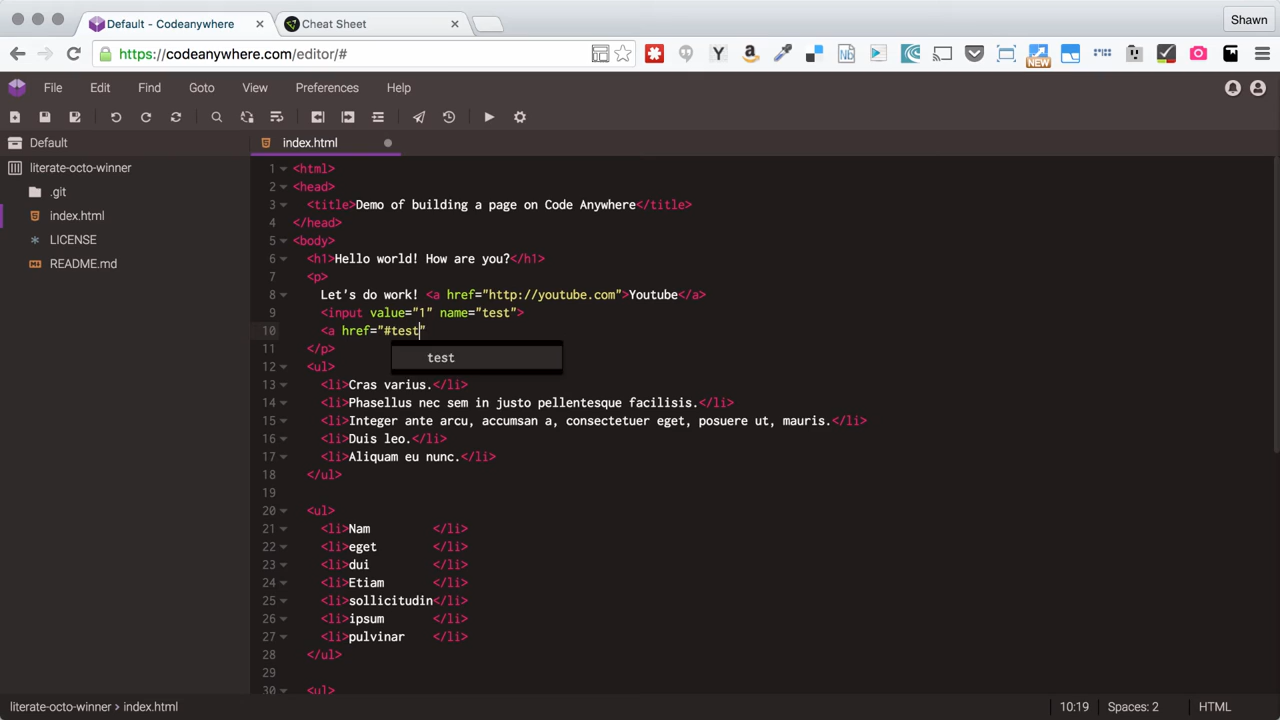 Default - Codeanywhere
Cheat Sheet
Shawn
https://codeanywhere.com/editor/#
NEW
File Edit Find Goto View Preferences Help
Default
index.html
literate-octo-winner
.git
index.html
LICENSE
README.md
1 <html>
2 <head>
3 <title>Demo of building a page on Code Anywhere</title>
4 </head>
5 <body>
6 <h1>Hello world! How are you?</h1>
7 <p>
8 Let's do work! <a href="http://youtube.com">Youtube</a>
9 <input value="1" name="test">
10 <a href="#test"
test
11 </p>
12 <ul>
13 <li>Cras varius.</li>
14 <li>Phasellus nec sem in justo pellentesque facilisis.</li>
15 <li>Integer ante arcu, accumsan a, consectetuer eget, posuere ut, mauris.</li>
16 <li>Duis leo.</li>
17 <li>Aliquam eu nunc.</li>
18 </ul>
19
20 <ul>
21 <li>Nam </li>
22 <li>eget </li>
23 <li>dui </li>
24 <li>Etiam </li>
25 <li>sollicitudin</li>
26 <li>ipsum </li>
27 <li>pulvinar </li>
28 </ul>
29
30 <ul>
literate-octo-winner > index.html
10:19 Spaces: 2 HTML